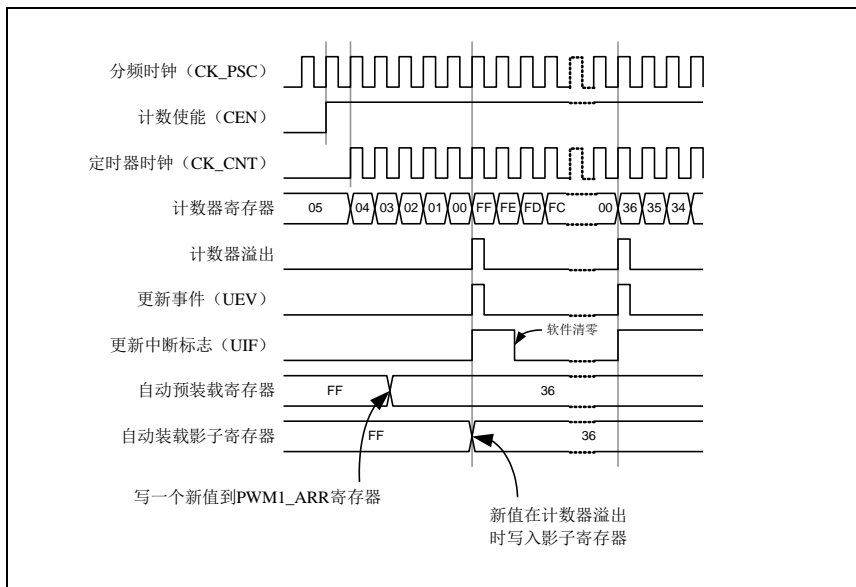 分频时钟（CK_PSC）
计数使能（CEN）
定时器时钟（CK_CNT）
计数器寄存器 05 04 03 02 01 00 FF FE FD FC 00 36 35 34
计数器溢出
更新事件（UEV）
更新中断标志（UIF） 软件清零
自动预装载寄存器 FF 36
自动装载影子寄存器 FF 36
写一个新值到PWM1_ARR寄存器
新值在计数器溢出
时写入影子寄存器